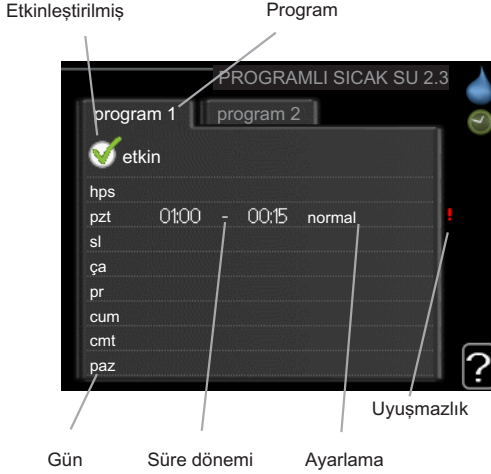 Etkinleştirilmiş Program
PROGRAMLI SICAK SU 2.3
program 1 program 2
etkin
hps
pzt 01:00 - 00:15 normal !
sl
ça
pr
cum
cmt
paz ?
Uyuşmazlık
Gün Süre dönemi Ayarlama